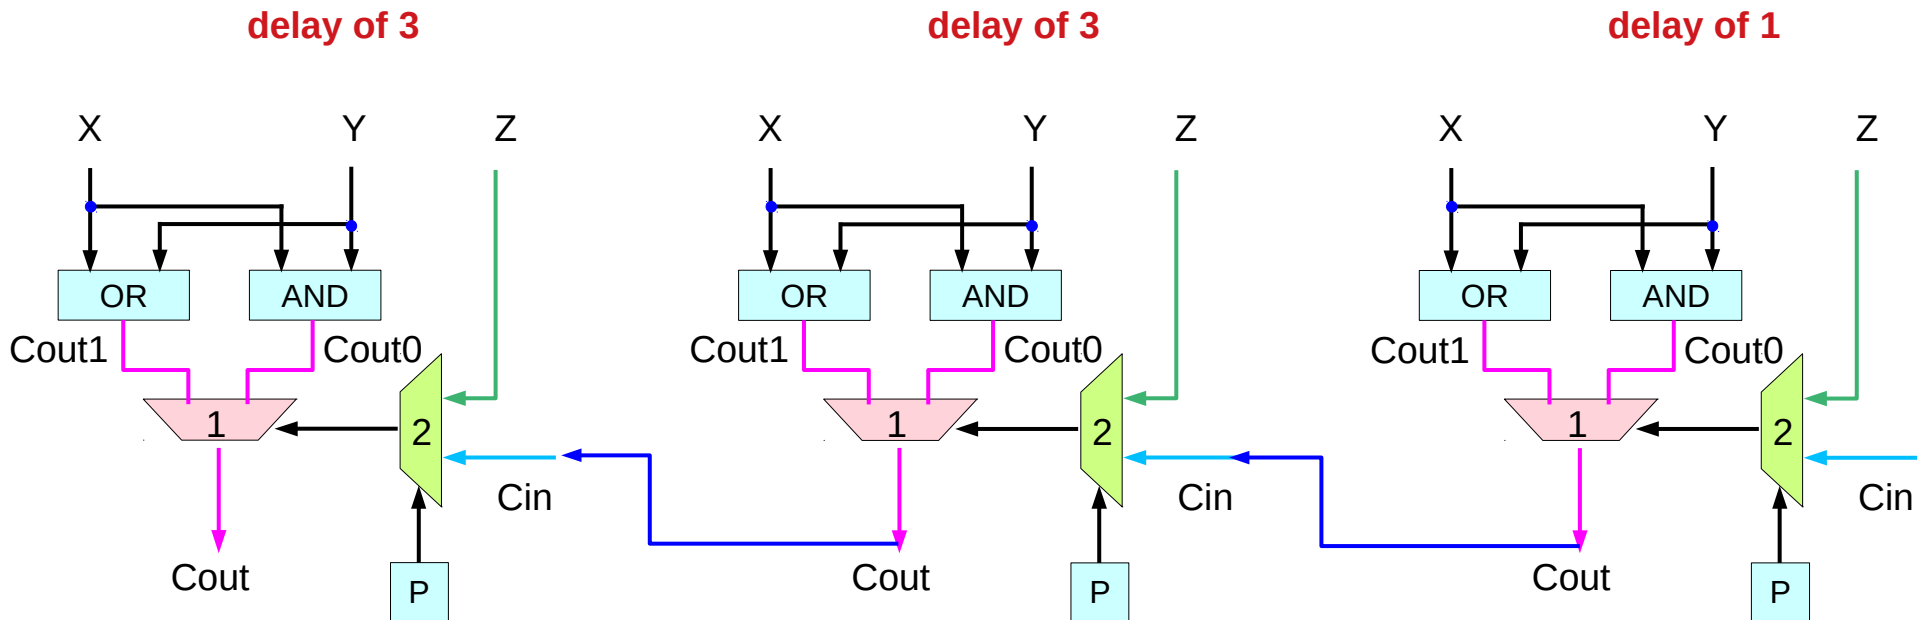 delay of 3 delay of 3 delay of 1
X Y Z X Y Z X Y Z
OR AND OR AND OR AND
Cout1 Cout0 Cout1 Cout0 Cout1 Cout0
1 2 1 2 1 2
Cin Cin Cin
Cout Cout Cout
P P P